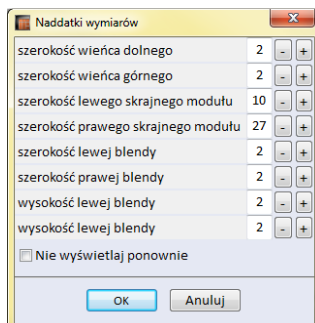 Naddatki wymiarów
szerokość wieńca dolnego 2 - +
szerokość wieńca górnego 2 - +
szerokość lewego skrajnego modułu 10 - +
szerokość prawego skrajnego modułu 27 - +
szerokość lewej blendy 2 - +
szerokość prawej blendy 2 - +
wysokość lewej blendy 2 - +
wysokość lewej blendy 2 - +
Nie wyświetlaj ponownie
OK Anuluj